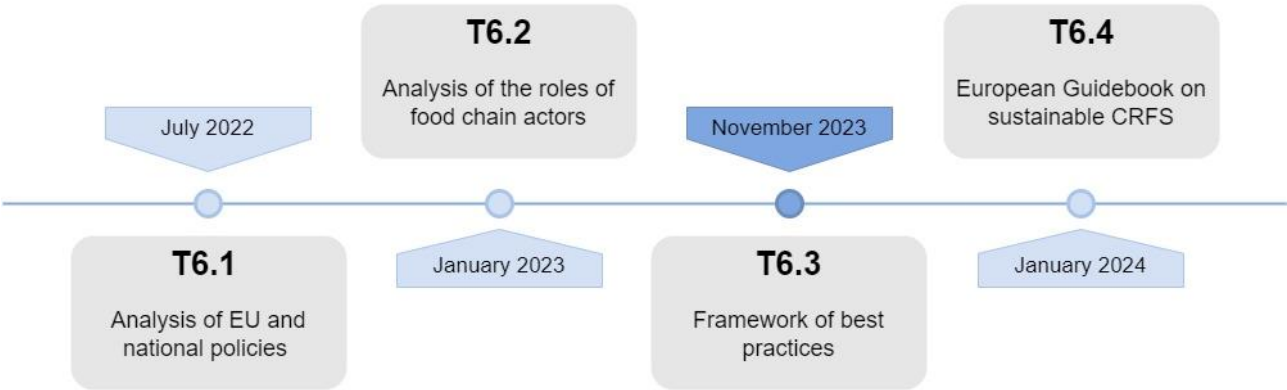 T6.2
Analysis of the roles of
food chain actors
T6.4
European Guidebook on
sustainable CRFS
July 2022
November 2023
January 2023
January 2024
T6.1
Analysis of EU and
national policies
T6.3
Framework of best
practices